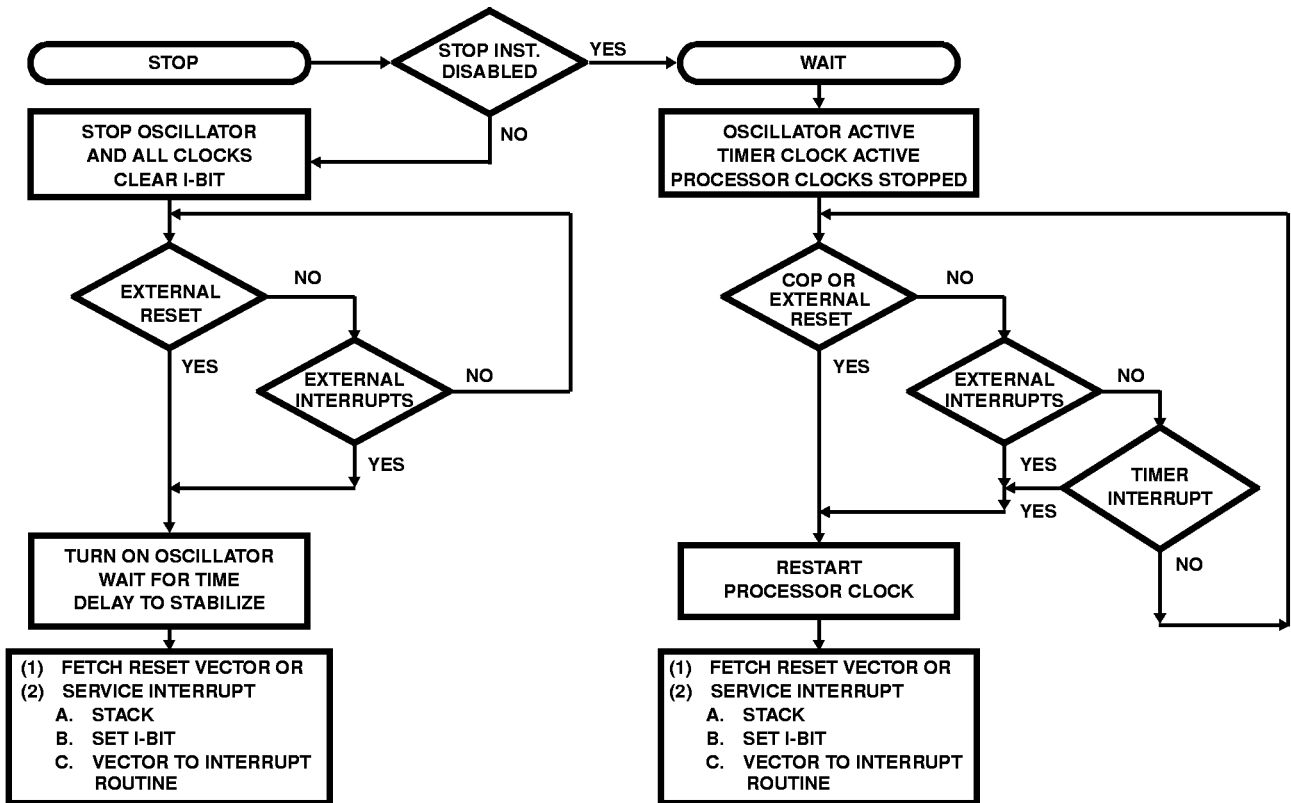 STOP
STOP INST.
DISABLED
YES
WAIT
NO
STOP OSCILLATOR
AND ALL CLOCKS
CLEAR I-BIT
OSCILLATOR ACTIVE
TIMER CLOCK ACTIVE
PROCESSOR CLOCKS STOPPED
EXTERNAL
RESET
NO
YES
EXTERNAL
INTERRUPTS
NO
YES
COP OR
EXTERNAL
RESET
NO
YES
EXTERNAL
INTERRUPTS
NO
YES
TIMER
INTERRUPT
YES
NO
TURN ON OSCILLATOR
WAIT FOR TIME
DELAY TO STABILIZE
RESTART
PROCESSOR CLOCK
(1) FETCH RESET VECTOR OR
(2) SERVICE INTERRUPT
A. STACK
B. SET I-BIT
C. VECTOR TO INTERRUPT
ROUTINE
(1) FETCH RESET VECTOR OR
(2) SERVICE INTERRUPT
A. STACK
B. SET I-BIT
C. VECTOR TO INTERRUPT
ROUTINE